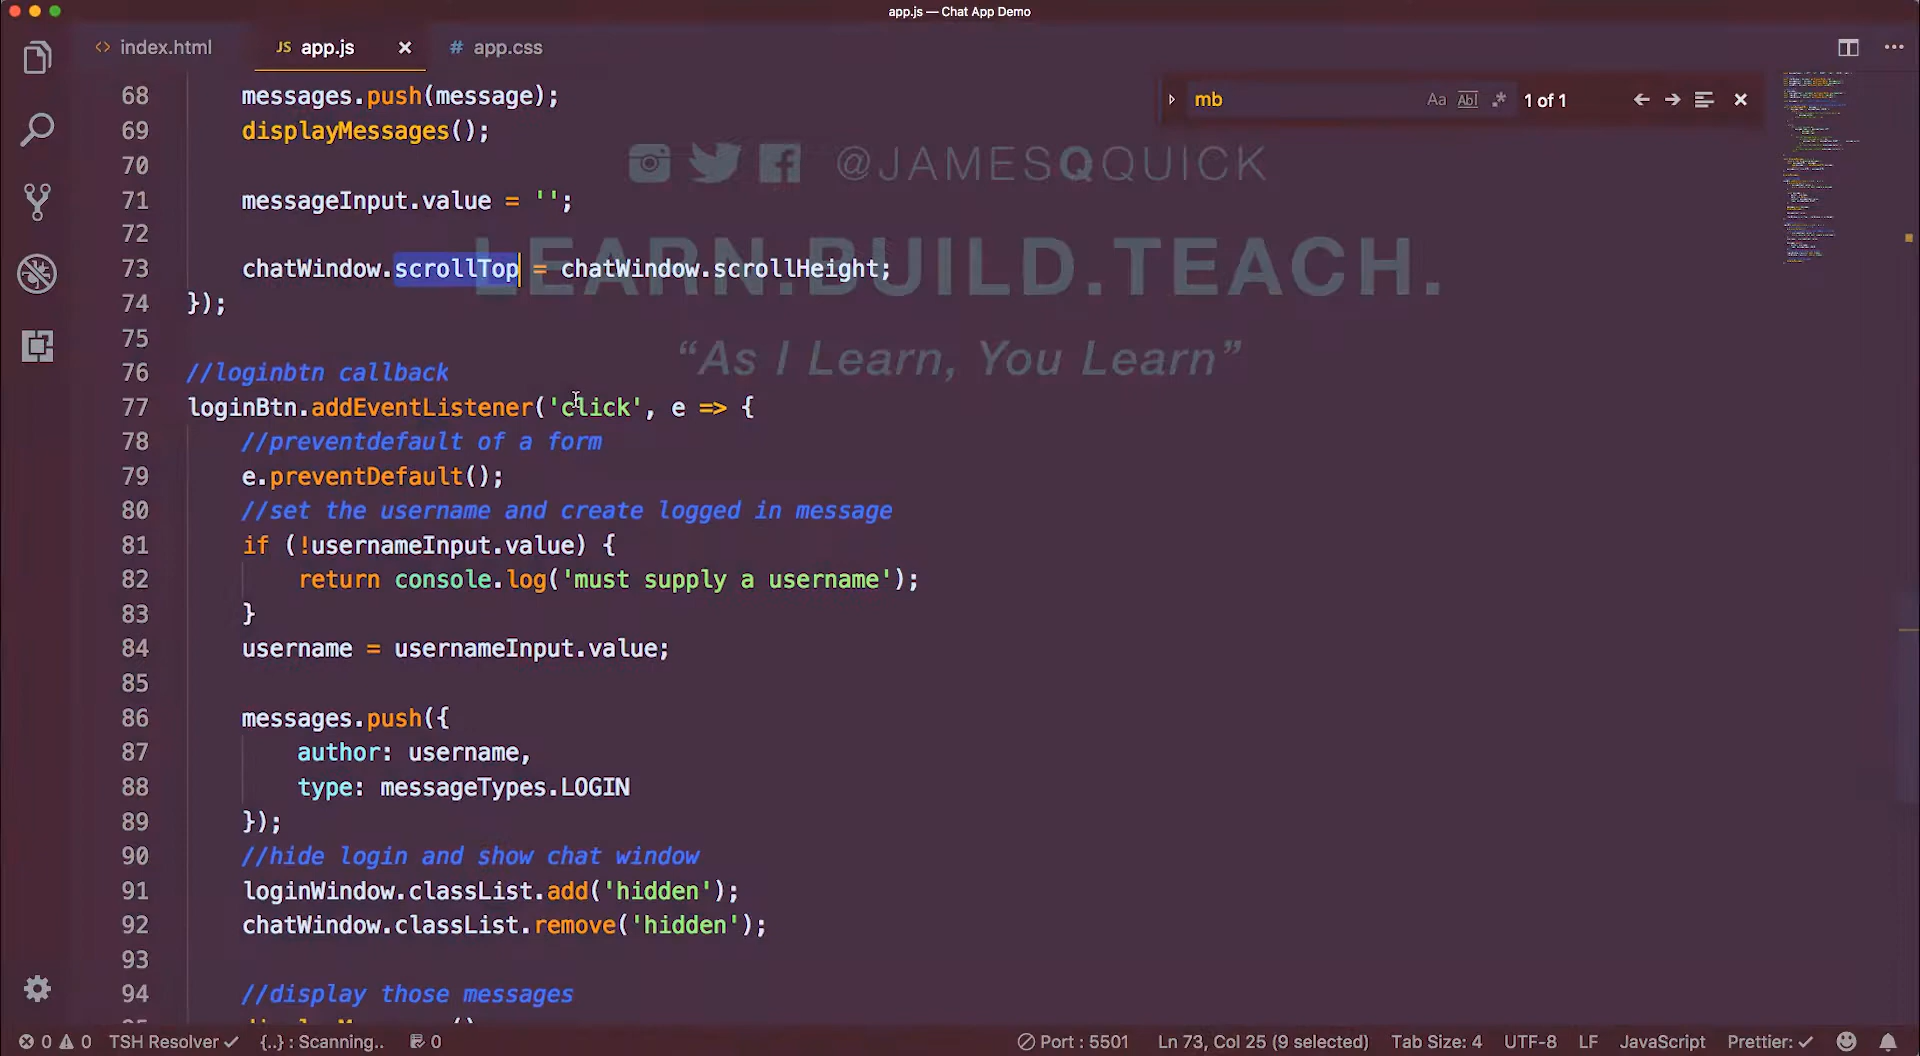 app.js — Chat App Demo
<> index.html
JS app.js ×
# app.css
mb Aa Abl .* 1 of 1
@JAMESQQUICK
LEARN.BUILD.TEACH.
“As I Learn, You Learn”
68 messages.push(message);
69 displayMessages();
70
71 messageInput.value = '';
72
73 chatWindow.scrollTop = chatWindow.scrollHeight;
74 });
75
76 //loginbtn callback
77 loginBtn.addEventListener('click', e => {
78 //preventdefault of a form
79 e.preventDefault();
80 //set the username and create logged in message
81 if (!usernameInput.value) {
82 return console.log('must supply a username');
83 }
84 username = usernameInput.value;
85
86 messages.push({
87 author: username,
88 type: messageTypes.LOGIN
89 });
90 //hide login and show chat window
91 loginWindow.classList.add('hidden');
92 chatWindow.classList.remove('hidden');
93
94 //display those messages
0 0 TSH Resolver ✓ {..} : Scanning.. 0 Port : 5501 Ln 73, Col 25 (9 selected) Tab Size: 4 UTF-8 LF JavaScript Prettier: ✓